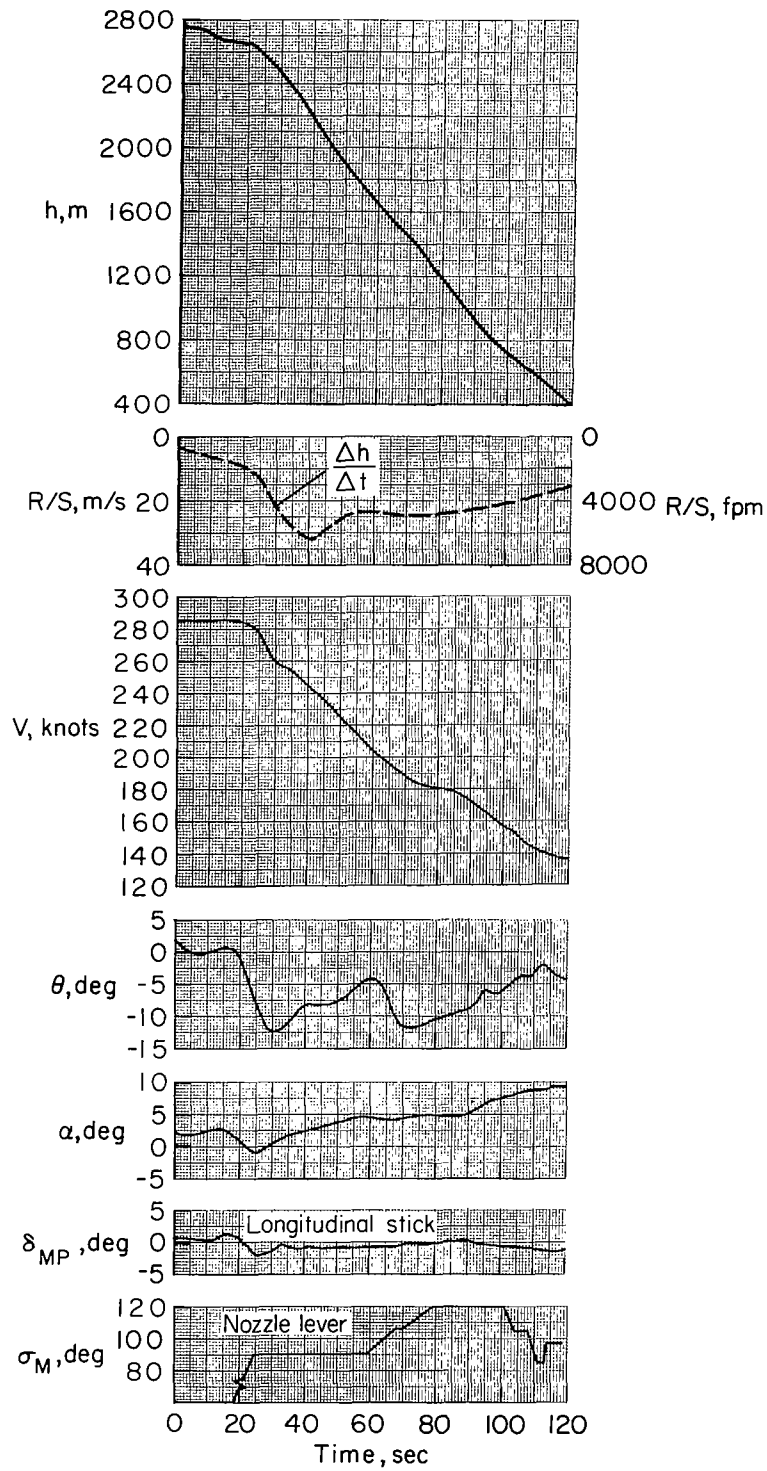 2800
2400
2000
h,m 1600
1200
800
400
0 Δh/Δt 0
R/S, m/s 20 4000 R/S, fpm
40 8000
300
280
260
240
220
V, knots 200
180
160
140
120
5
0
θ,deg -5
-10
-15
10
α,deg 5
0
-5
5 Longitudinal stick
δMP ,deg 0
-5
120 Nozzle lever
σM,deg 100
80
0 20 40 60 80 100 120
Time, sec